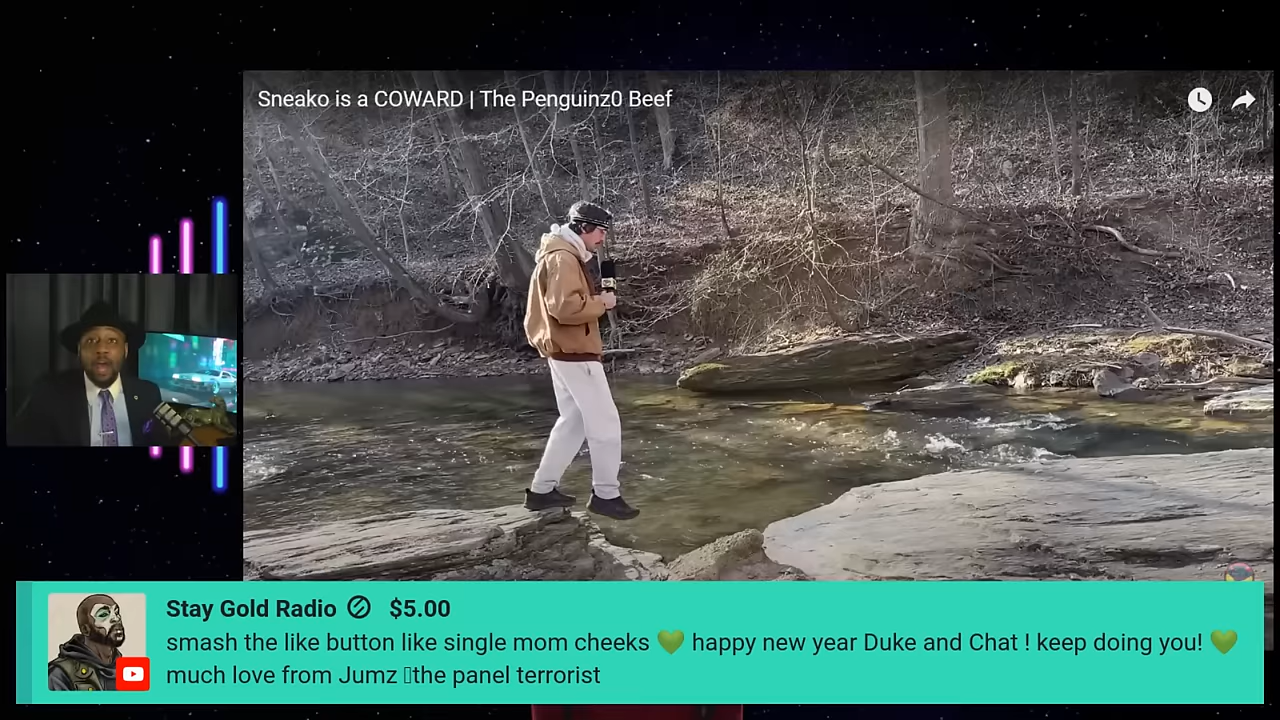 Sneako is a COWARD | The Penguinz0 Beef
Stay Gold Radio $5.00
smash the like button like single mom cheeks 💚 happy new year Duke and Chat ! keep doing you! 💚
much love from Jumz ▯the panel terrorist